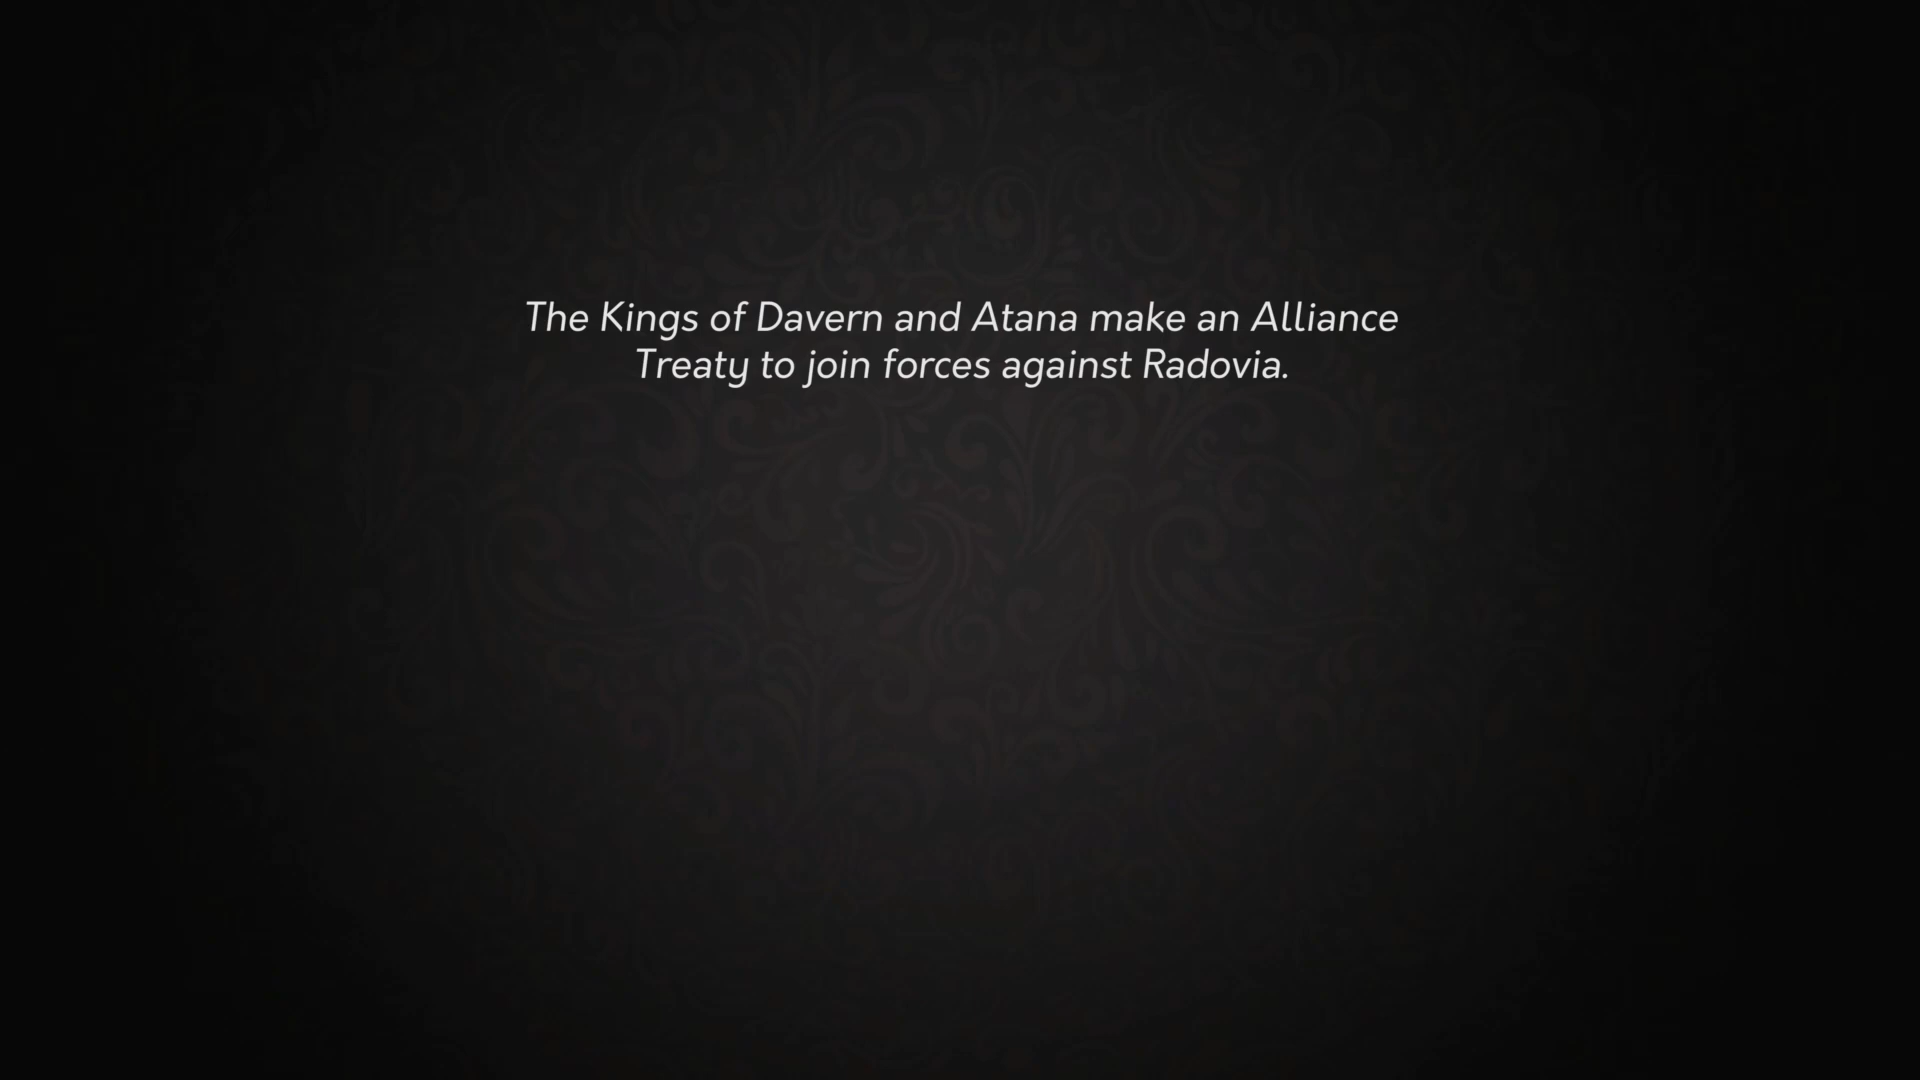 The Kings of Davern and Atana make an Alliance
Treaty to join forces against Radovia.